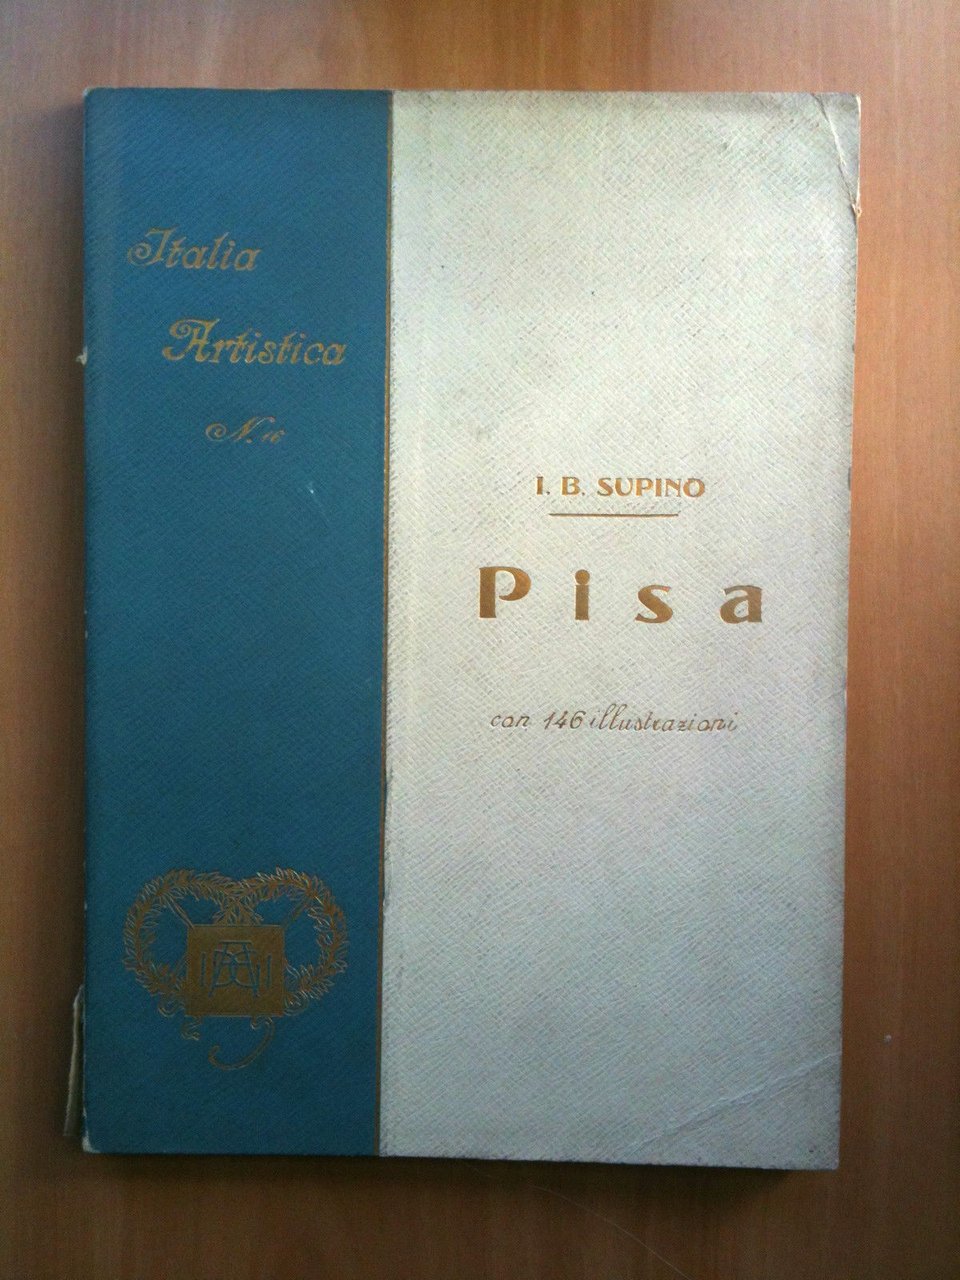 Italia
Artistica
N. 16
I. B. SUPINO
Pisa
con 146 illustrazioni